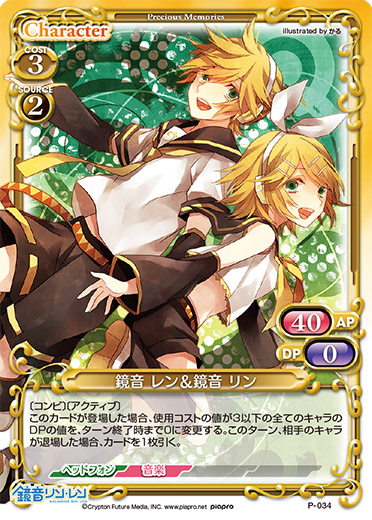 Precious Memories
Character
illustrated by かる
COST
3
SOURCE
2
40 AP
DP 0
鏡音 レン&鏡音 リン
[コンビ][アクティブ]
このカードが登場した場合、使用コストの値が3以下の全てのキャラの
DPの値を、ターン終了時まで0に変更する。このターン、相手のキャラ
が退場した場合、カードを1枚引く。
ヘッドフォン 音楽
鏡音リン・レン
KAGAMINE RIN・LEN
©Crypton Future Media, INC. www.piapro.net piapro
P-034